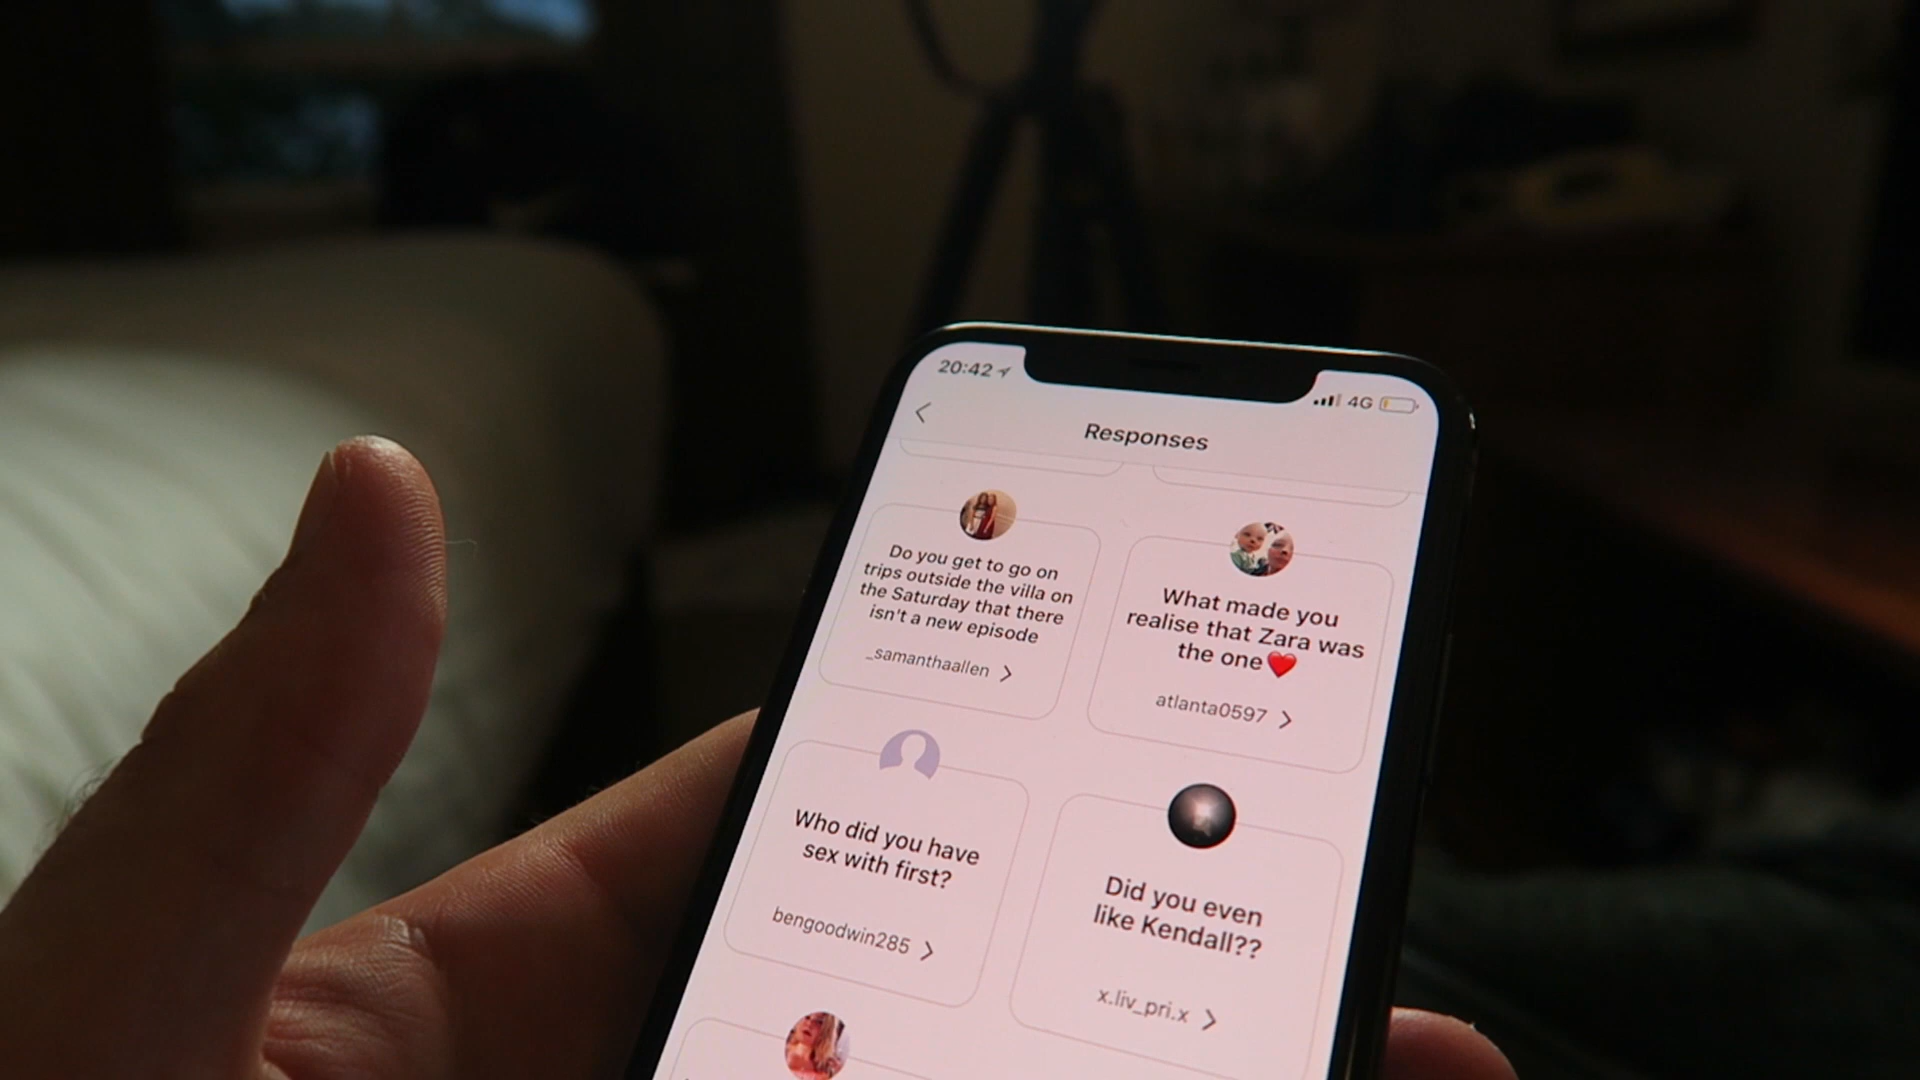 20:42
4G
Responses
Do you get to go on
trips outside the villa on
the Saturday that there
isn't a new episode
_samanthaallen
What made you
realise that Zara was
the one❤️
atlanta0597
Who did you have
sex with first?
bengoodwin285
Did you even
like Kendall??
x.liv_pri.x